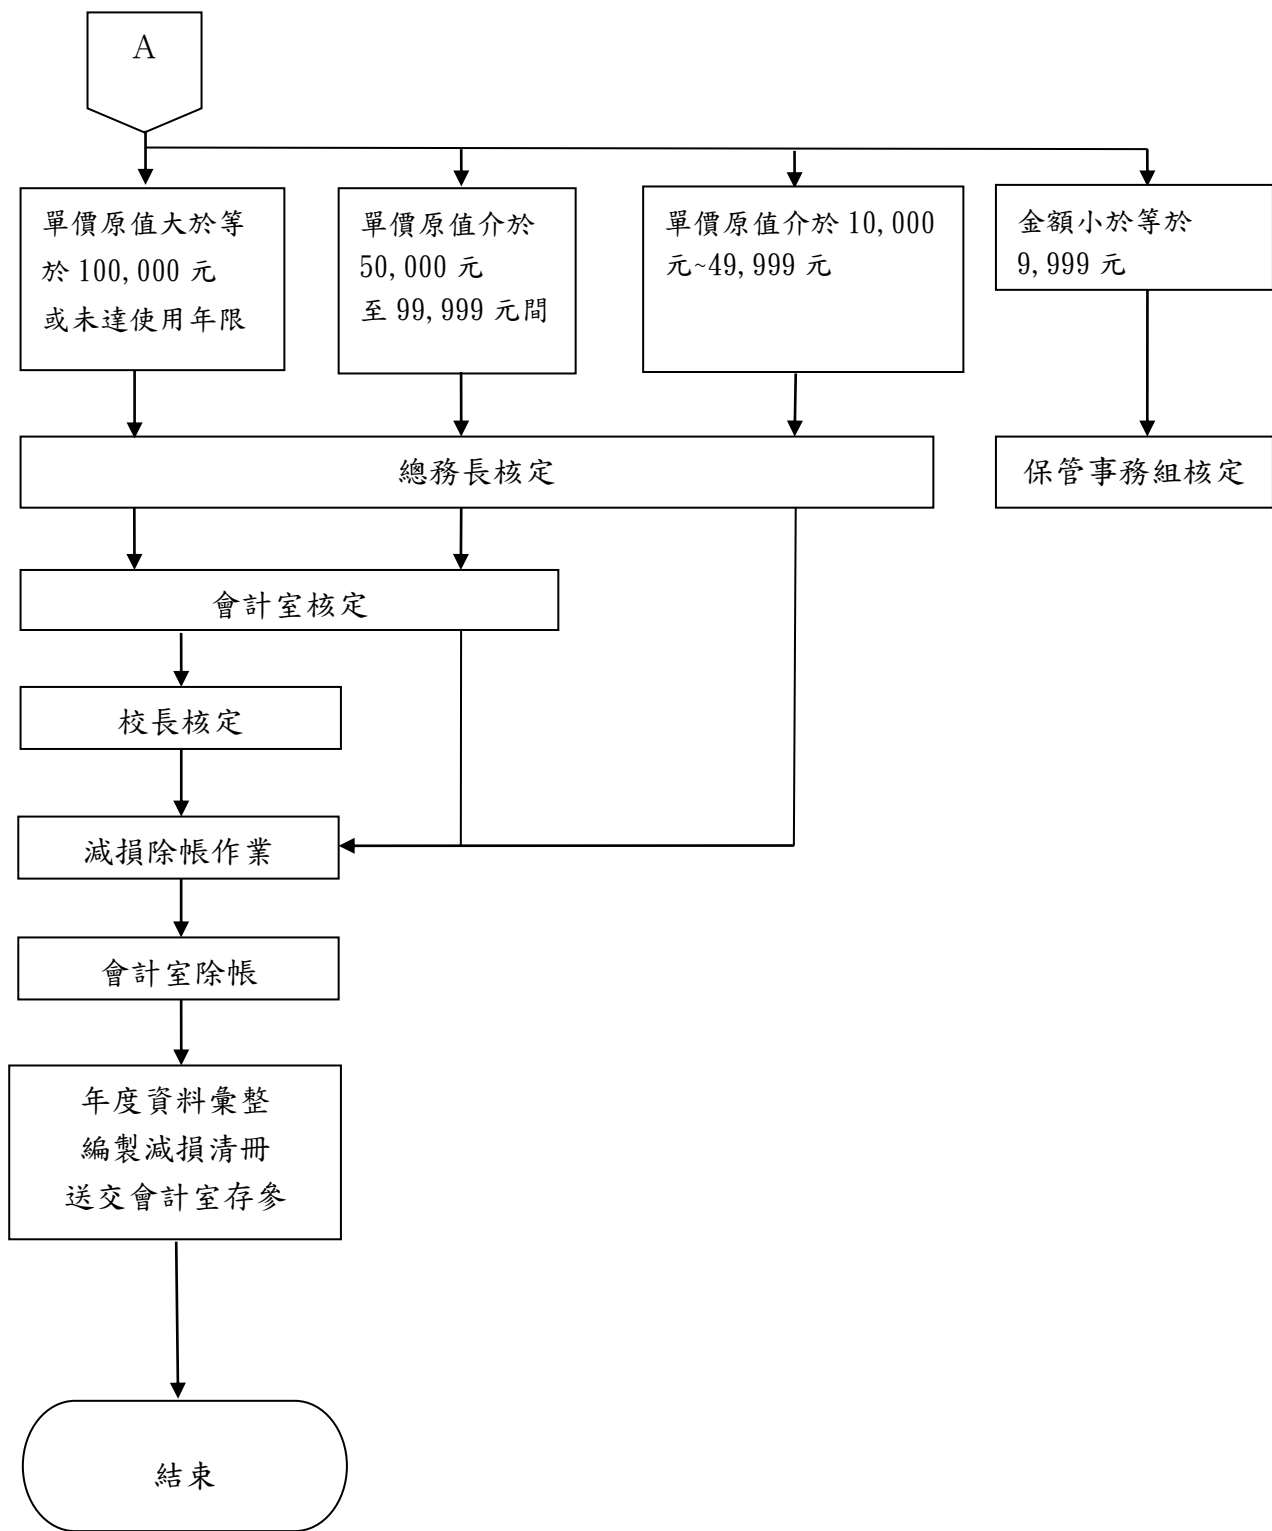 A
單價原值大於等
於 100,000 元
或未達使用年限
單價原值介於
50,000 元
至 99,999 元間
單價原值介於 10,000
元~49,999 元
金額小於等於
9,999 元
總務長核定
保管事務組核定
會計室核定
校長核定
減損除帳作業
會計室除帳
年度資料彙整
編製減損清冊
送交會計室存參
結束